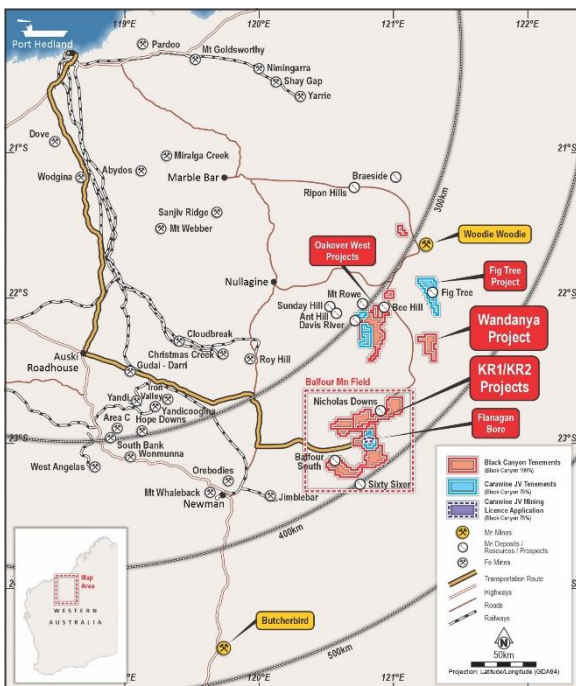 119°E
120°E
121°E
Port Hedland
Pardoo
Mt Goldsworthy
Nimingarra
Shay Gap
Yarrie
Dove
21°S
21°S
Wodgina
Abydos
Miralga Creek
Marble Bar
Braeside
Ripon Hills
300km
Sanjiv Ridge
Mt Webber
Woodie Woodie
Oakover West
Projects
Fig Tree
Project
Nullagine
22°S
22°S
Mt Rowe
Sunday Hill
Ant Hill
Davis River
Bee Hill
Fig Tree
Wandanya
Project
Cloudbreak
Christmas Creek
Roy Hill
Auski
Roadhouse
Gudai - Darri
Balfour Mn Field
KR1/KR2
Projects
Iron
Valley
Yandi
Yandicoogina
Nicholas Downs
Area C
Hope Downs
Flanagan
Bore
23°S
23°S
South Bank
West Angelas
Wonmunna
Balfour
South
Orebodies
Mt Whaleback
Newman
Jimblebar
Sixty Sixer
400km
Black Canyon Tenements
(Black Canyon 100%)
Carawine JV Tenements
(Black Canyon 75%)
Carawine JV Mining
Licence Application
(Black Canyon 75%)
Mn Mines
Mn Deposits /
Resources / Prospects
Fe Mines
Transportation Route
Highways
Roads
Railways
Map
Area
WESTERN
AUSTRALIA
24°S
Butcherbird
500km
N
50km
Projection: Latitude/Longitude (GDA94)
119°E
120°E
121°E